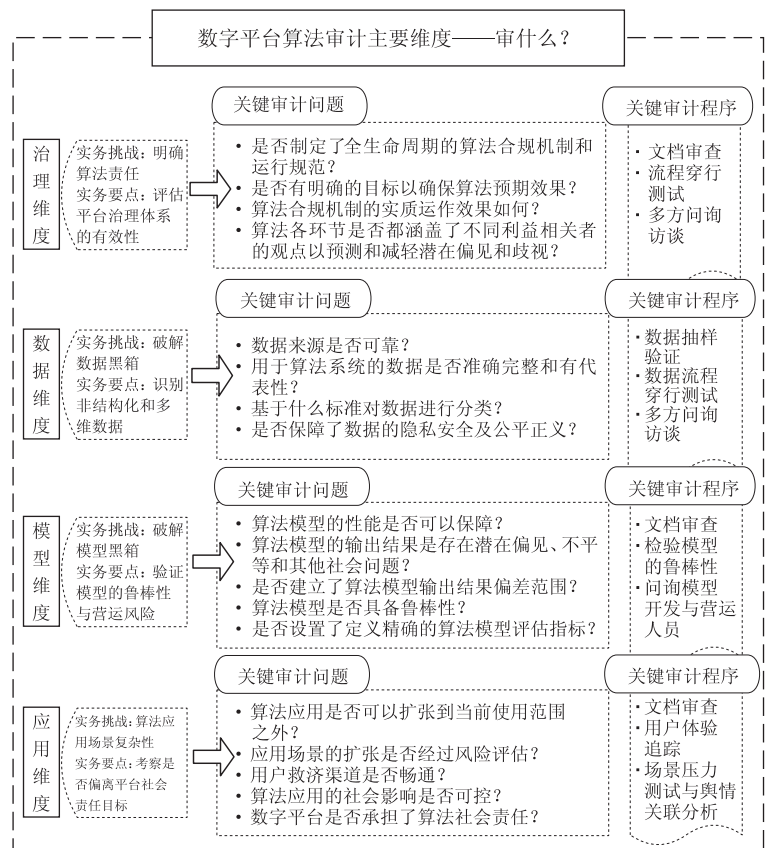 数字平台算法审计主要维度——审什么？
治理维度
实务挑战：明确
算法责任
实务要点：评估
平台治理体系
的有效性
关键审计问题
• 是否制定了全生命周期的算法合规机制和
运行规范？
• 是否有明确的目标以确保算法预期效果？
• 算法合规机制的实质运作效果如何？
• 算法各环节是否都涵盖了不同利益相关者
的观点以预测和减轻潜在偏见和歧视？
关键审计程序
· 文档审查
· 流程穿行
测试
· 多方问询
访谈
数据维度
实务挑战：破解
数据黑箱
实务要点：识别
非结构化和多
维数据
关键审计问题
• 数据来源是否可靠？
• 用于算法系统的数据是否准确完整和有代
表性？
• 基于什么标准对数据进行分类？
• 是否保障了数据的隐私安全及公平正义？
关键审计程序
· 数据抽样
验证
· 数据流程
穿行测试
· 多方问询
访谈
模型维度
实务挑战：破解
模型黑箱
实务要点：验证
模型的鲁棒性
与营运风险
关键审计问题
• 算法模型的性能是否可以保障？
• 算法模型的输出结果是存在潜在偏见、不平
等和其他社会问题？
• 是否建立了算法模型输出结果偏差范围？
• 算法模型是否具备鲁棒性？
• 是否设置了定义精确的算法模型评估指标？
关键审计程序
· 文档审查
· 检验模型
的鲁棒性
· 问询模型
开发与营运
人员
应用维度
实务挑战：算法应
用场景复杂性
实务要点：考察是
否偏离平台社会
责任目标
关键审计问题
• 算法应用是否可以扩张到当前使用范围
之外？
• 应用场景的扩张是否经过风险评估？
• 用户救济渠道是否畅通？
• 算法应用的社会影响是否可控？
• 数字平台是否承担了算法社会责任？
关键审计程序
· 文档审查
· 用户体验
追踪
· 场景压力
测试与舆情
关联分析